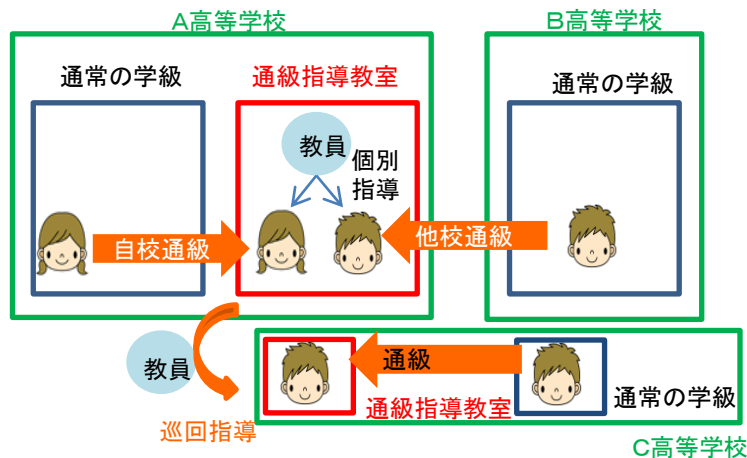 A高等学校
B高等学校
通常の学級
通級指導教室
通常の学級
教員
個別
指導
自校通級
他校通級
教員
通級
通常の学級
通級指導教室
巡回指導
C高等学校